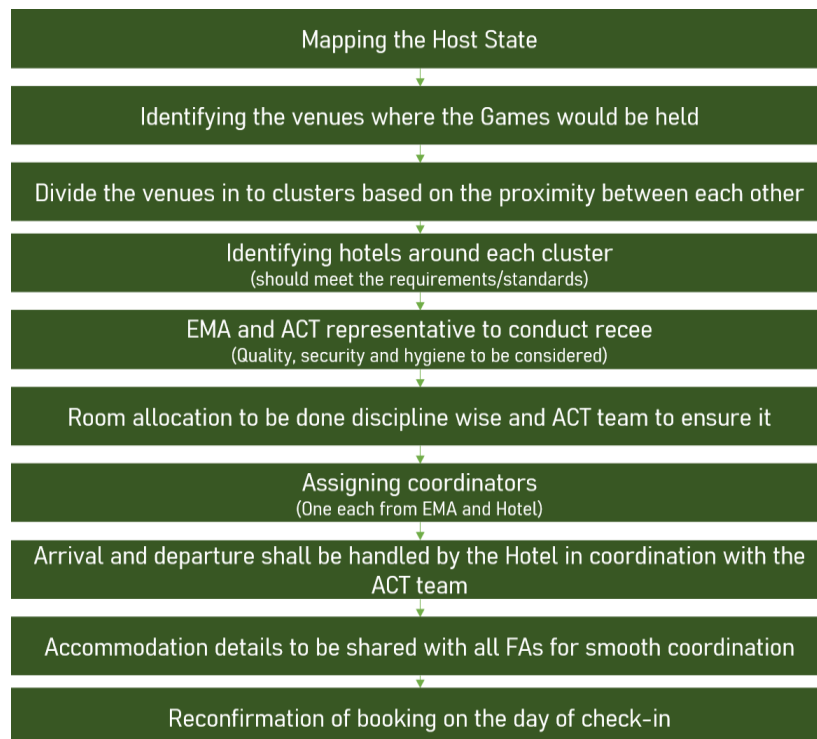 Mapping the Host State
Identifying the venues where the Games would be held
Divide the venues in to clusters based on the proximity between each other
Identifying hotels around each cluster
(should meet the requirements/standards)
EMA and ACT representative to conduct recee
(Quality, security and hygiene to be considered)
Room allocation to be done discipline wise and ACT team to ensure it
Assigning coordinators
(One each from EMA and Hotel)
Arrival and departure shall be handled by the Hotel in coordination with the
ACT team
Accommodation details to be shared with all FAs for smooth coordination
Reconfirmation of booking on the day of check-in